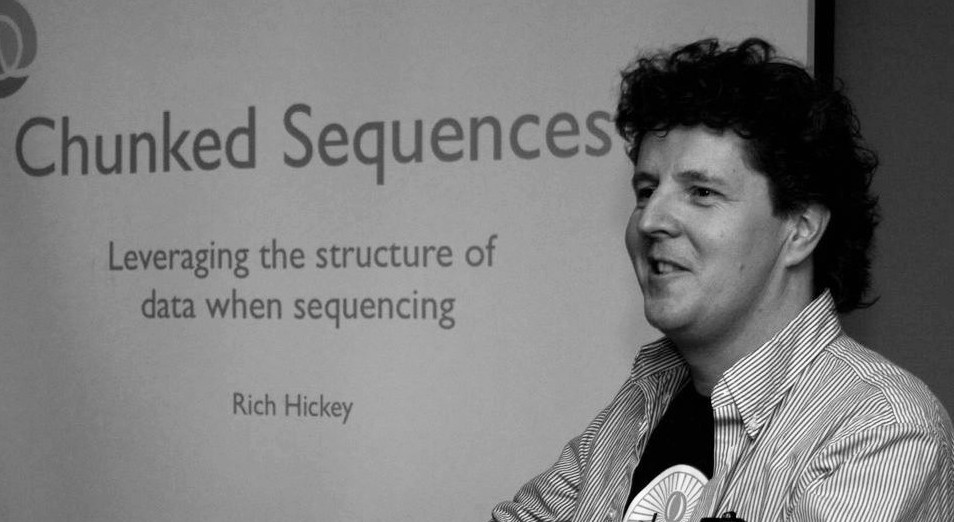 Chunked Sequences
Leveraging the structure of
data when sequencing
Rich Hickey